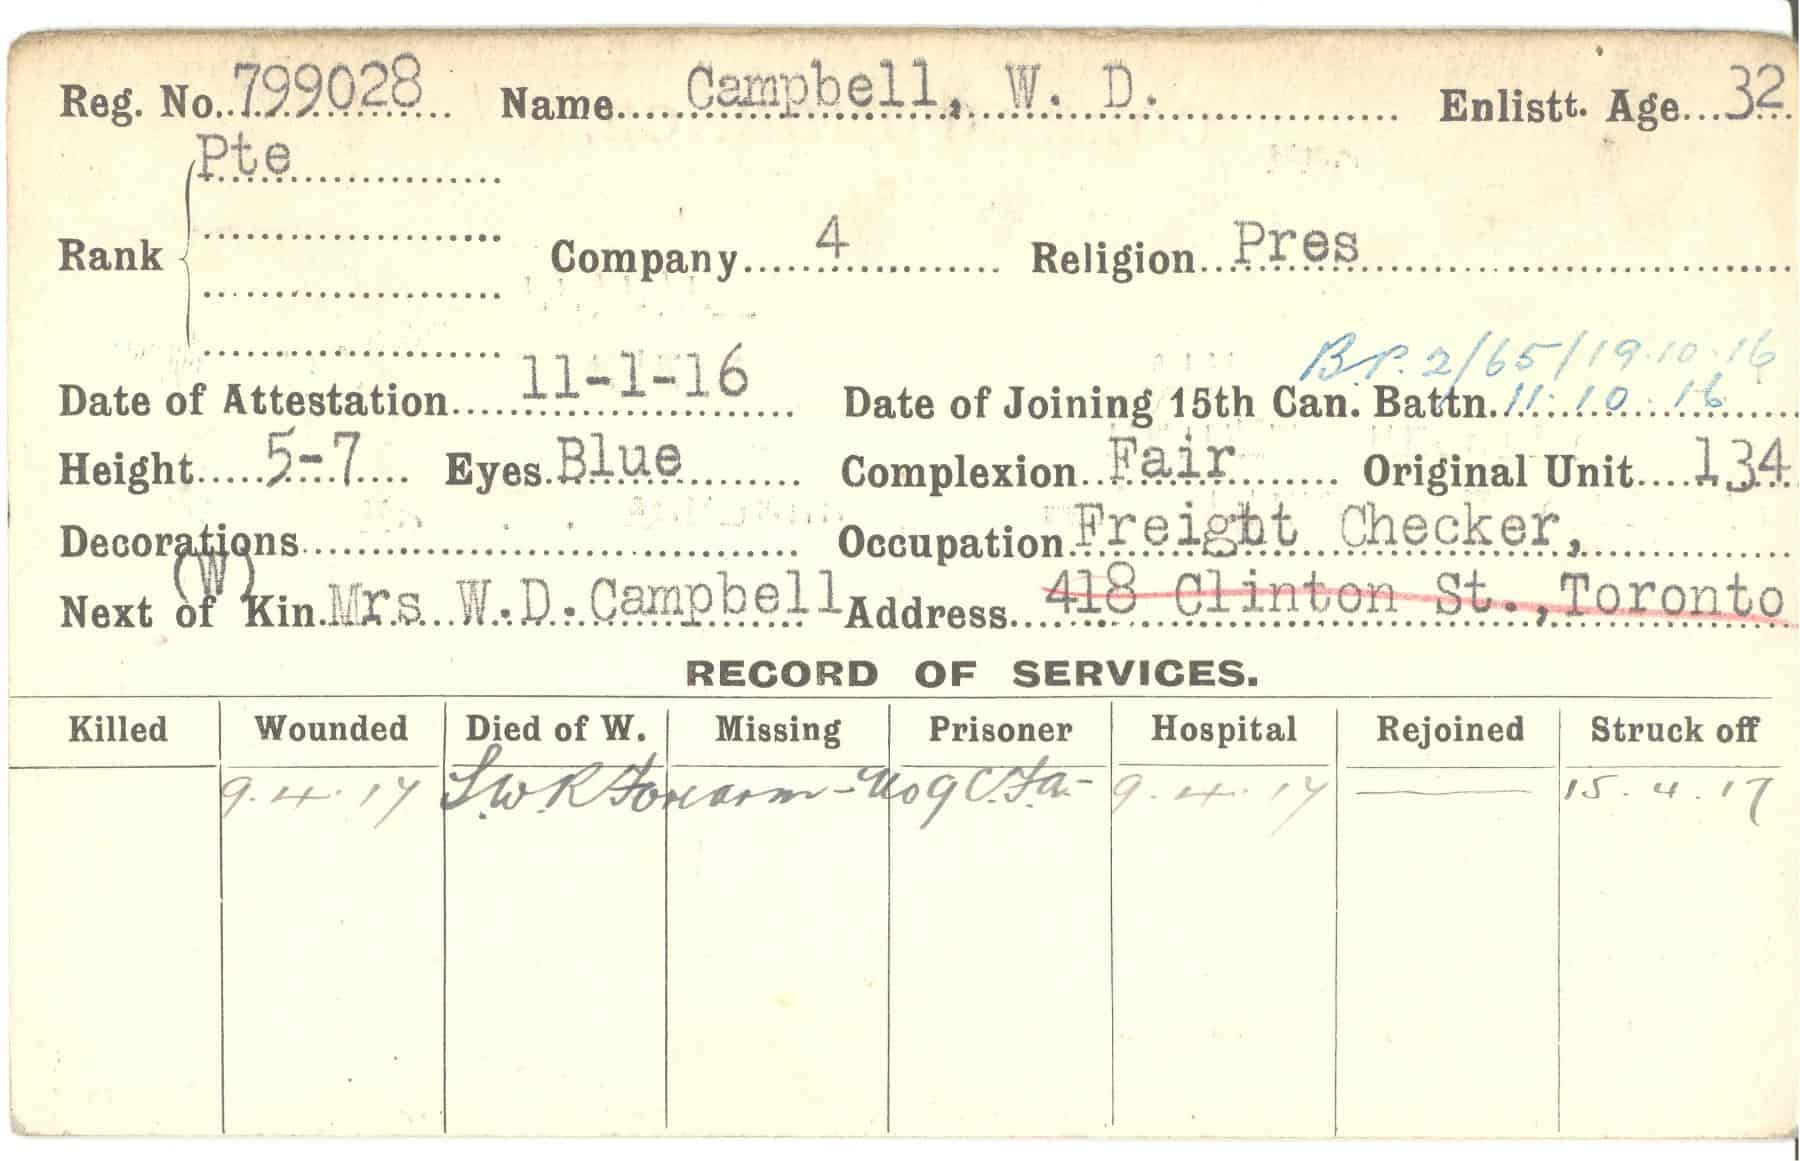 Reg. No. 799028 Name Campbell, W. D. Enlistt. Age 32
Pte
Rank Company 4 Religion Pres
B.P. 2/65/19.10.16
Date of Attestation 11-1-16 Date of Joining 15th Can. Battn. 11.10.16
Height 5-7 Eyes Blue Complexion Fair Original Unit 134
Decorations Occupation Freight Checker,
(W)
Next of Kin Mrs W.D.Campbell Address 418 Clinton St., Toronto
RECORD OF SERVICES.
Killed Wounded Died of W. Missing Prisoner Hospital Rejoined Struck off
9.4.17 S.W.R Forearm - No 9 C.F.A- 9.4.17 — 15.4.17